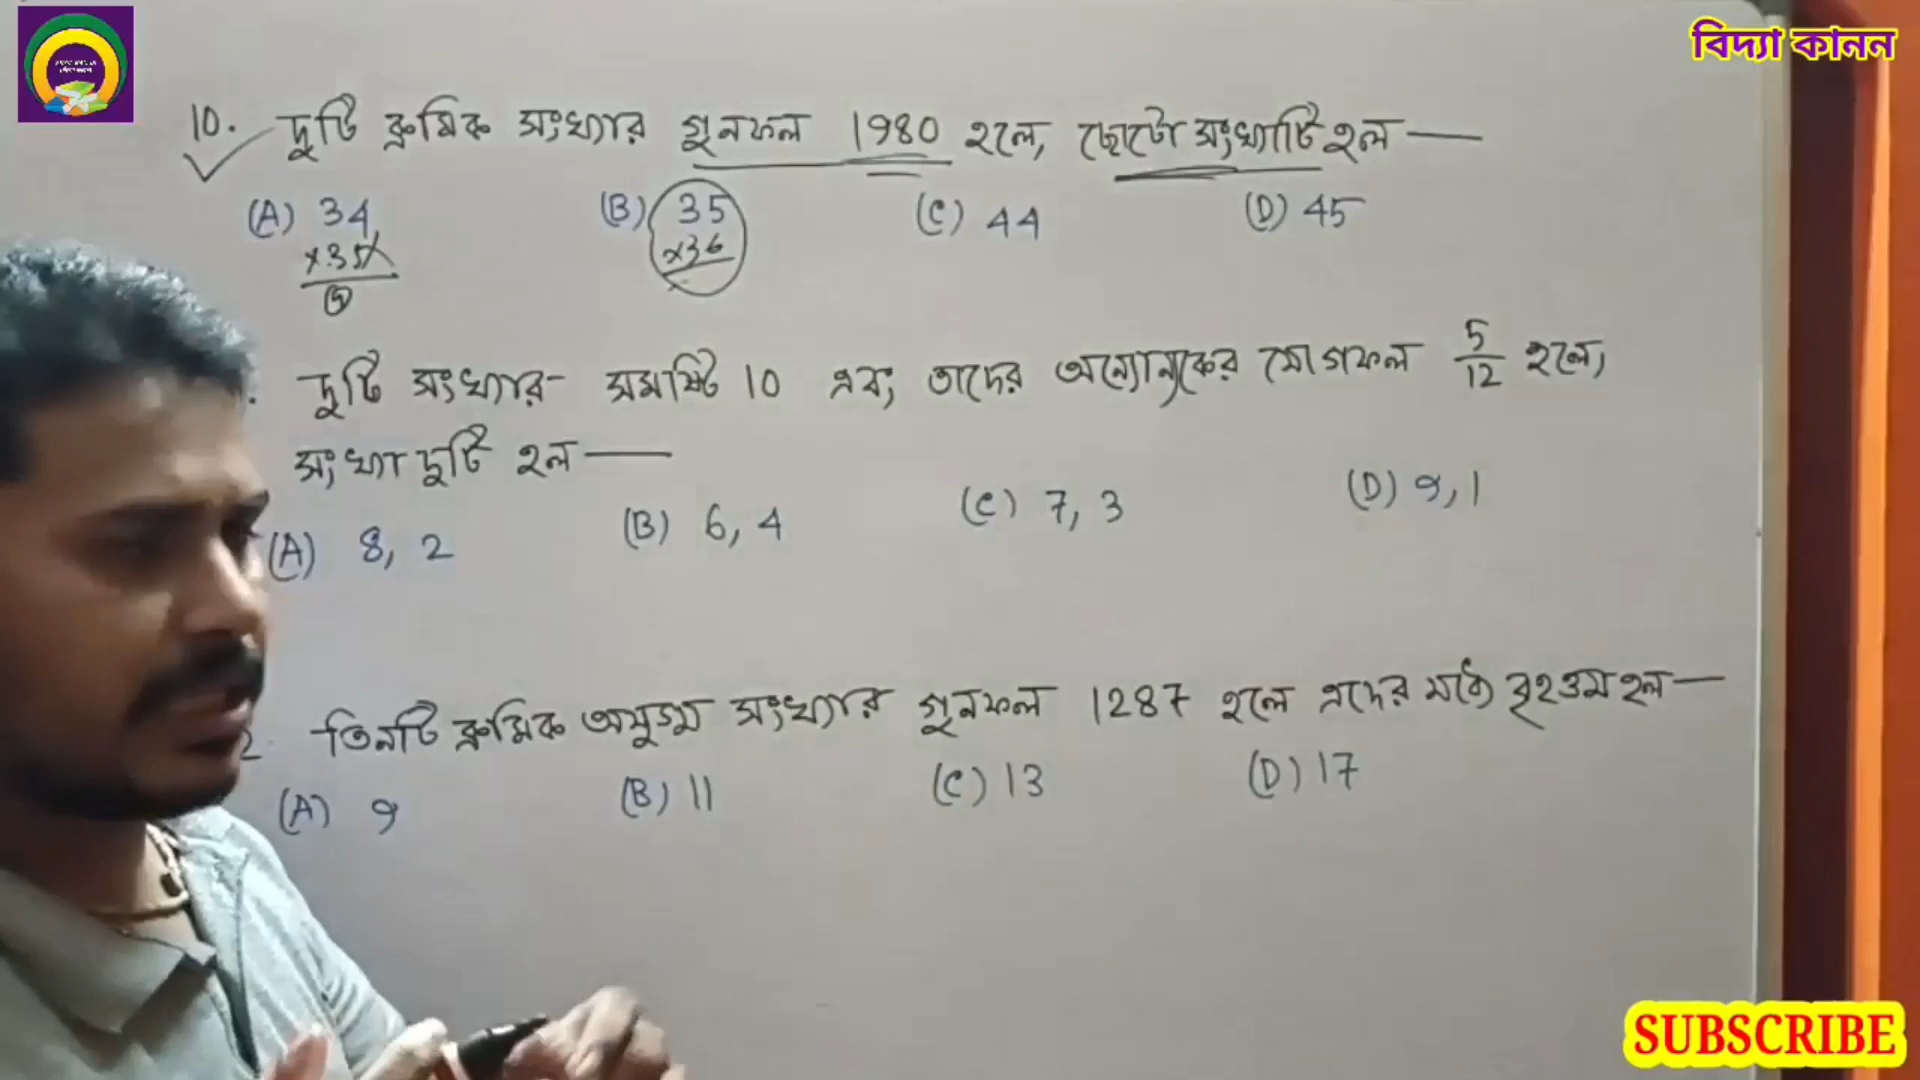 বিদ্যা কানন
10. দুটি ক্রমিক সংখ্যার গুনফল 1980 হলে, ছোটো সংখ্যাটি হল —
(A) 34 (B) 35 (C) 44 (D) 45
×35 ×36
দুটি সংখ্যার সমষ্টি 10 এবং তাদের অন্যোন্যকের যোগফল 5/12 হলে,
সংখ্যা দুটি হল —
(A) 8, 2 (B) 6, 4 (C) 7, 3 (D) 9, 1
2 তিনটি ক্রমিক অযুগ্ম সংখ্যার গুনফল 1287 হলে এদের মধ্যে বৃহত্তম হল —
(A) 9 (B) 11 (C) 13 (D) 17
SUBSCRIBE